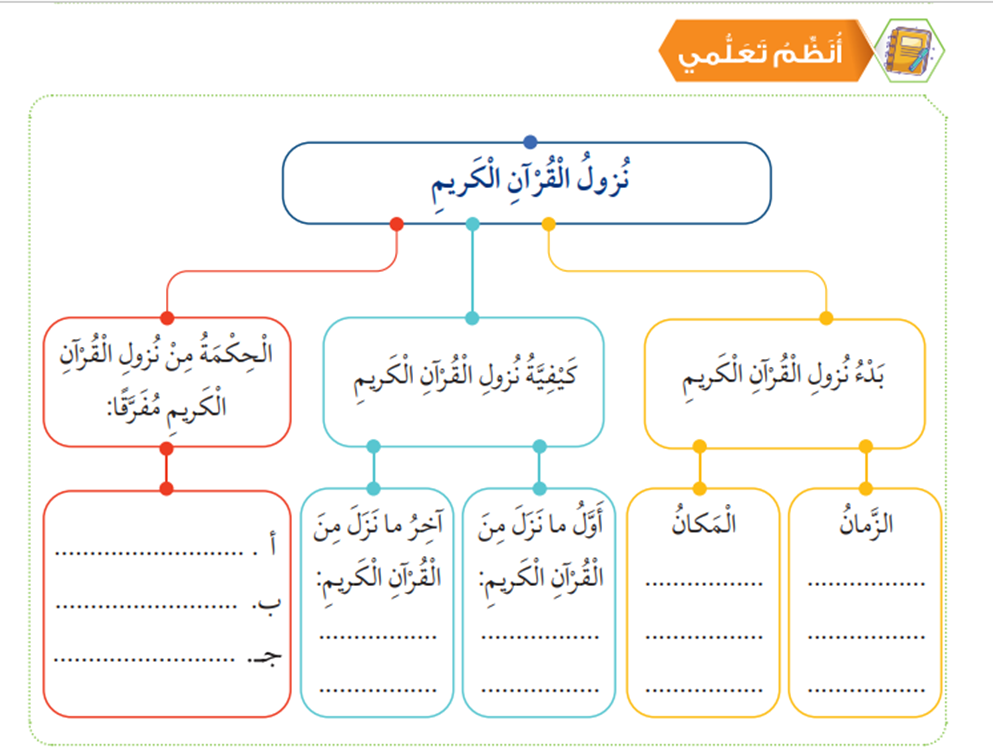 أُنَظِّمُ تَعَلُّمي
نُزولُ الْقُرْآنِ الْكَريمِ
بَدْءُ نُزولِ الْقُرْآنِ الْكَريمِ
الزَّمانُ
.................
.................
.................
الْمَكانُ
.................
.................
.................
كَيْفِيَّةُ نُزولِ الْقُرْآنِ الْكَريمِ
أَوَّلُ ما نَزَلَ مِنَ
الْقُرْآنِ الْكَريمِ:
.................
.................
آخِرُ ما نَزَلَ مِنَ
الْقُرْآنِ الْكَريمِ:
.................
.................
الْحِكْمَةُ مِنْ نُزولِ الْقُرْآنِ
الْكَريمِ مُفَرَّقًا:
أ . ...........................
ب. ..........................
جـ. ..........................